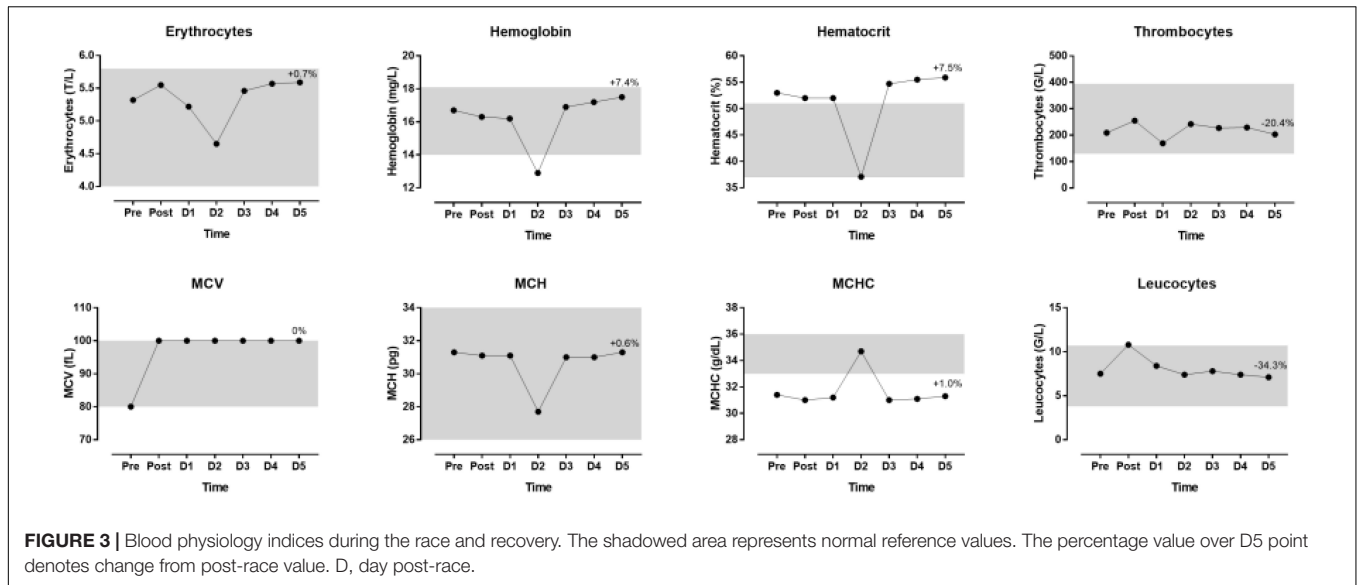 Erythrocytes
Erythrocytes (T/L)
6.0
5.5
5.0
4.5
4.0
+0.7%
Pre Post D1 D2 D3 D4 D5
Time
Hemoglobin
Hemoglobin (mg/L)
20
18
16
14
12
+7.4%
Pre Post D1 D2 D3 D4 D5
Time
Hematocrit
Hematocrit (%)
60
55
50
45
40
35
+7.5%
Pre Post D1 D2 D3 D4 D5
Time
Thrombocytes
Thrombocytes (G/L)
500
400
300
200
100
0
-20.4%
Pre Post D1 D2 D3 D4 D5
Time
MCV
MCV (fL)
110
100
90
80
70
0%
Pre Post D1 D2 D3 D4 D5
Time
MCH
MCH (pg)
34
32
30
28
26
+0.6%
Pre Post D1 D2 D3 D4 D5
Time
MCHC
MCHC (g/dL)
38
36
34
32
30
28
+1.0%
Pre Post D1 D2 D3 D4 D5
Time
Leucocytes
Leucocytes (G/L)
15
10
5
0
-34.3%
Pre Post D1 D2 D3 D4 D5
Time
FIGURE 3 | Blood physiology indices during the race and recovery. The shadowed area represents normal reference values. The percentage value over D5 point
denotes change from post-race value. D, day post-race.